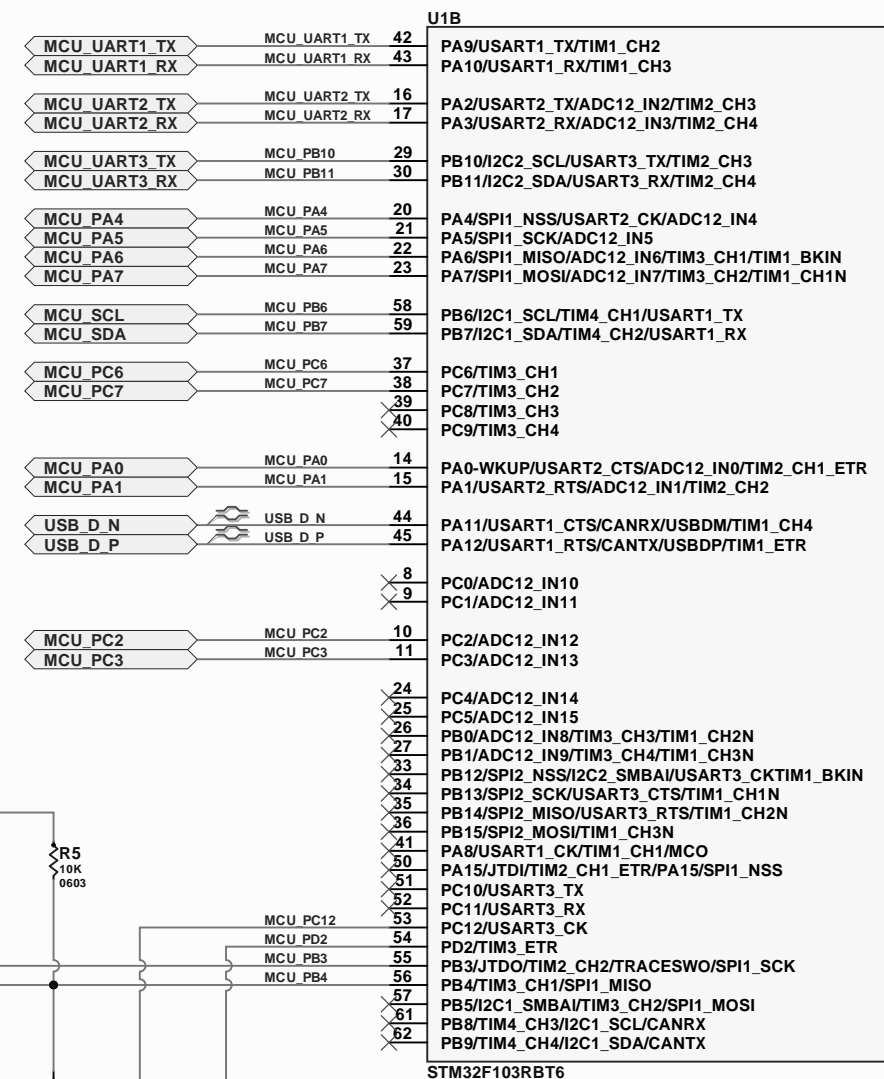 U1B
MCU_UART1_TX MCU_UART1_TX 42 PA9/USART1_TX/TIM1_CH2
MCU_UART1_RX MCU_UART1_RX 43 PA10/USART1_RX/TIM1_CH3
MCU_UART2_TX MCU_UART2_TX 16 PA2/USART2_TX/ADC12_IN2/TIM2_CH3
MCU_UART2_RX MCU_UART2_RX 17 PA3/USART2_RX/ADC12_IN3/TIM2_CH4
MCU_UART3_TX MCU_PB10 29 PB10/I2C2_SCL/USART3_TX/TIM2_CH3
MCU_UART3_RX MCU_PB11 30 PB11/I2C2_SDA/USART3_RX/TIM2_CH4
MCU_PA4 MCU_PA4 20 PA4/SPI1_NSS/USART2_CK/ADC12_IN4
MCU_PA5 MCU_PA5 21 PA5/SPI1_SCK/ADC12_IN5
MCU_PA6 MCU_PA6 22 PA6/SPI1_MISO/ADC12_IN6/TIM3_CH1/TIM1_BKIN
MCU_PA7 MCU_PA7 23 PA7/SPI1_MOSI/ADC12_IN7/TIM3_CH2/TIM1_CH1N
MCU_SCL MCU_PB6 58 PB6/I2C1_SCL/TIM4_CH1/USART1_TX
MCU_SDA MCU_PB7 59 PB7/I2C1_SDA/TIM4_CH2/USART1_RX
MCU_PC6 MCU_PC6 37 PC6/TIM3_CH1
MCU_PC7 MCU_PC7 38 PC7/TIM3_CH2
39 PC8/TIM3_CH3
40 PC9/TIM3_CH4
MCU_PA0 MCU_PA0 14 PA0-WKUP/USART2_CTS/ADC12_IN0/TIM2_CH1_ETR
MCU_PA1 MCU_PA1 15 PA1/USART2_RTS/ADC12_IN1/TIM2_CH2
USB_D_N USB_D_N 44 PA11/USART1_CTS/CANRX/USBDM/TIM1_CH4
USB_D_P USB_D_P 45 PA12/USART1_RTS/CANTX/USBDP/TIM1_ETR
8 PC0/ADC12_IN10
9 PC1/ADC12_IN11
MCU_PC2 MCU_PC2 10 PC2/ADC12_IN12
MCU_PC3 MCU_PC3 11 PC3/ADC12_IN13
24 PC4/ADC12_IN14
25 PC5/ADC12_IN15
26 PB0/ADC12_IN8/TIM3_CH3/TIM1_CH2N
27 PB1/ADC12_IN9/TIM3_CH4/TIM1_CH3N
33 PB12/SPI2_NSS/I2C2_SMBAI/USART3_CKTIM1_BKIN
34 PB13/SPI2_SCK/USART3_CTS/TIM1_CH1N
35 PB14/SPI2_MISO/USART3_RTS/TIM1_CH2N
36 PB15/SPI2_MOSI/TIM1_CH3N
R5 41 PA8/USART1_CK/TIM1_CH1/MCO
10K 50 PA15/JTDI/TIM2_CH1_ETR/PA15/SPI1_NSS
0603 51 PC10/USART3_TX
52 PC11/USART3_RX
MCU_PC12 53 PC12/USART3_CK
MCU_PD2 54 PD2/TIM3_ETR
MCU_PB3 55 PB3/JTDO/TIM2_CH2/TRACESWO/SPI1_SCK
MCU_PB4 56 PB4/TIM3_CH1/SPI1_MISO
57 PB5/I2C1_SMBAI/TIM3_CH2/SPI1_MOSI
61 PB8/TIM4_CH3/I2C1_SCL/CANRX
62 PB9/TIM4_CH4/I2C1_SDA/CANTX
STM32F103RBT6